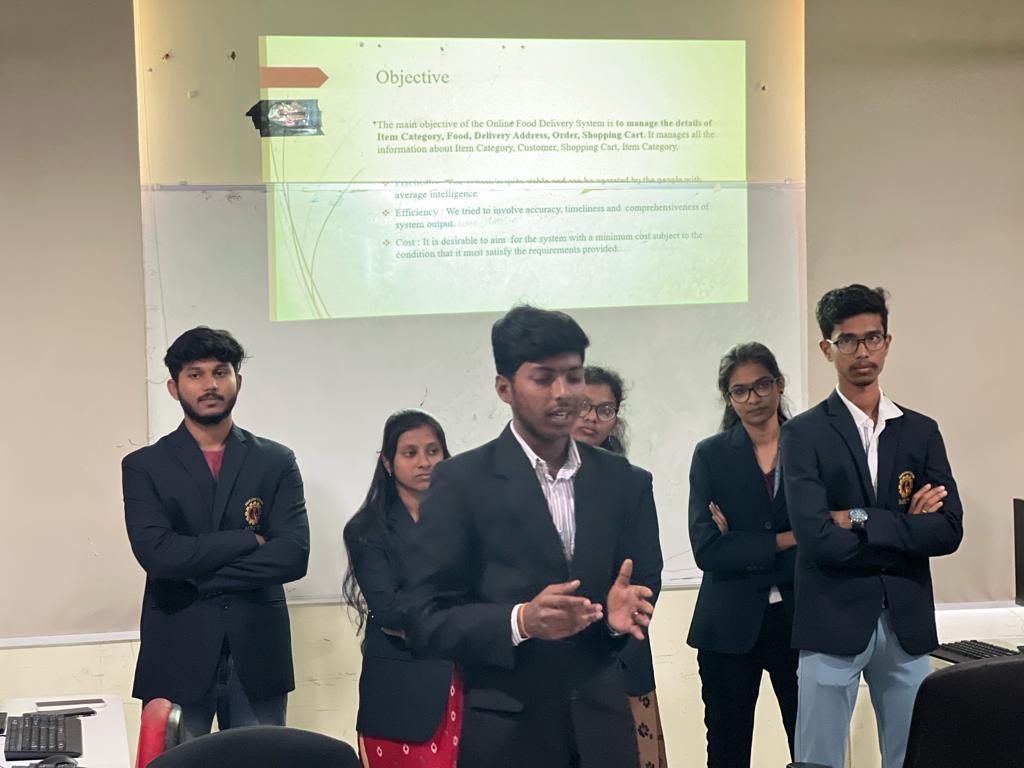 Objective
*The main objective of the Online Food Delivery System is to manage the details of
Item Category, Food, Delivery Address, Order, Shopping Cart. It manages all the
information about Item Category, Customer, Shopping Cart, Item Category.
average intelligence
Efficiency : We tried to involve accuracy, timeliness and comprehensiveness of
system output.
Cost : It is desirable to aim for the system with a minimum cost subject to the
condition that it must satisfy the requirements provided.